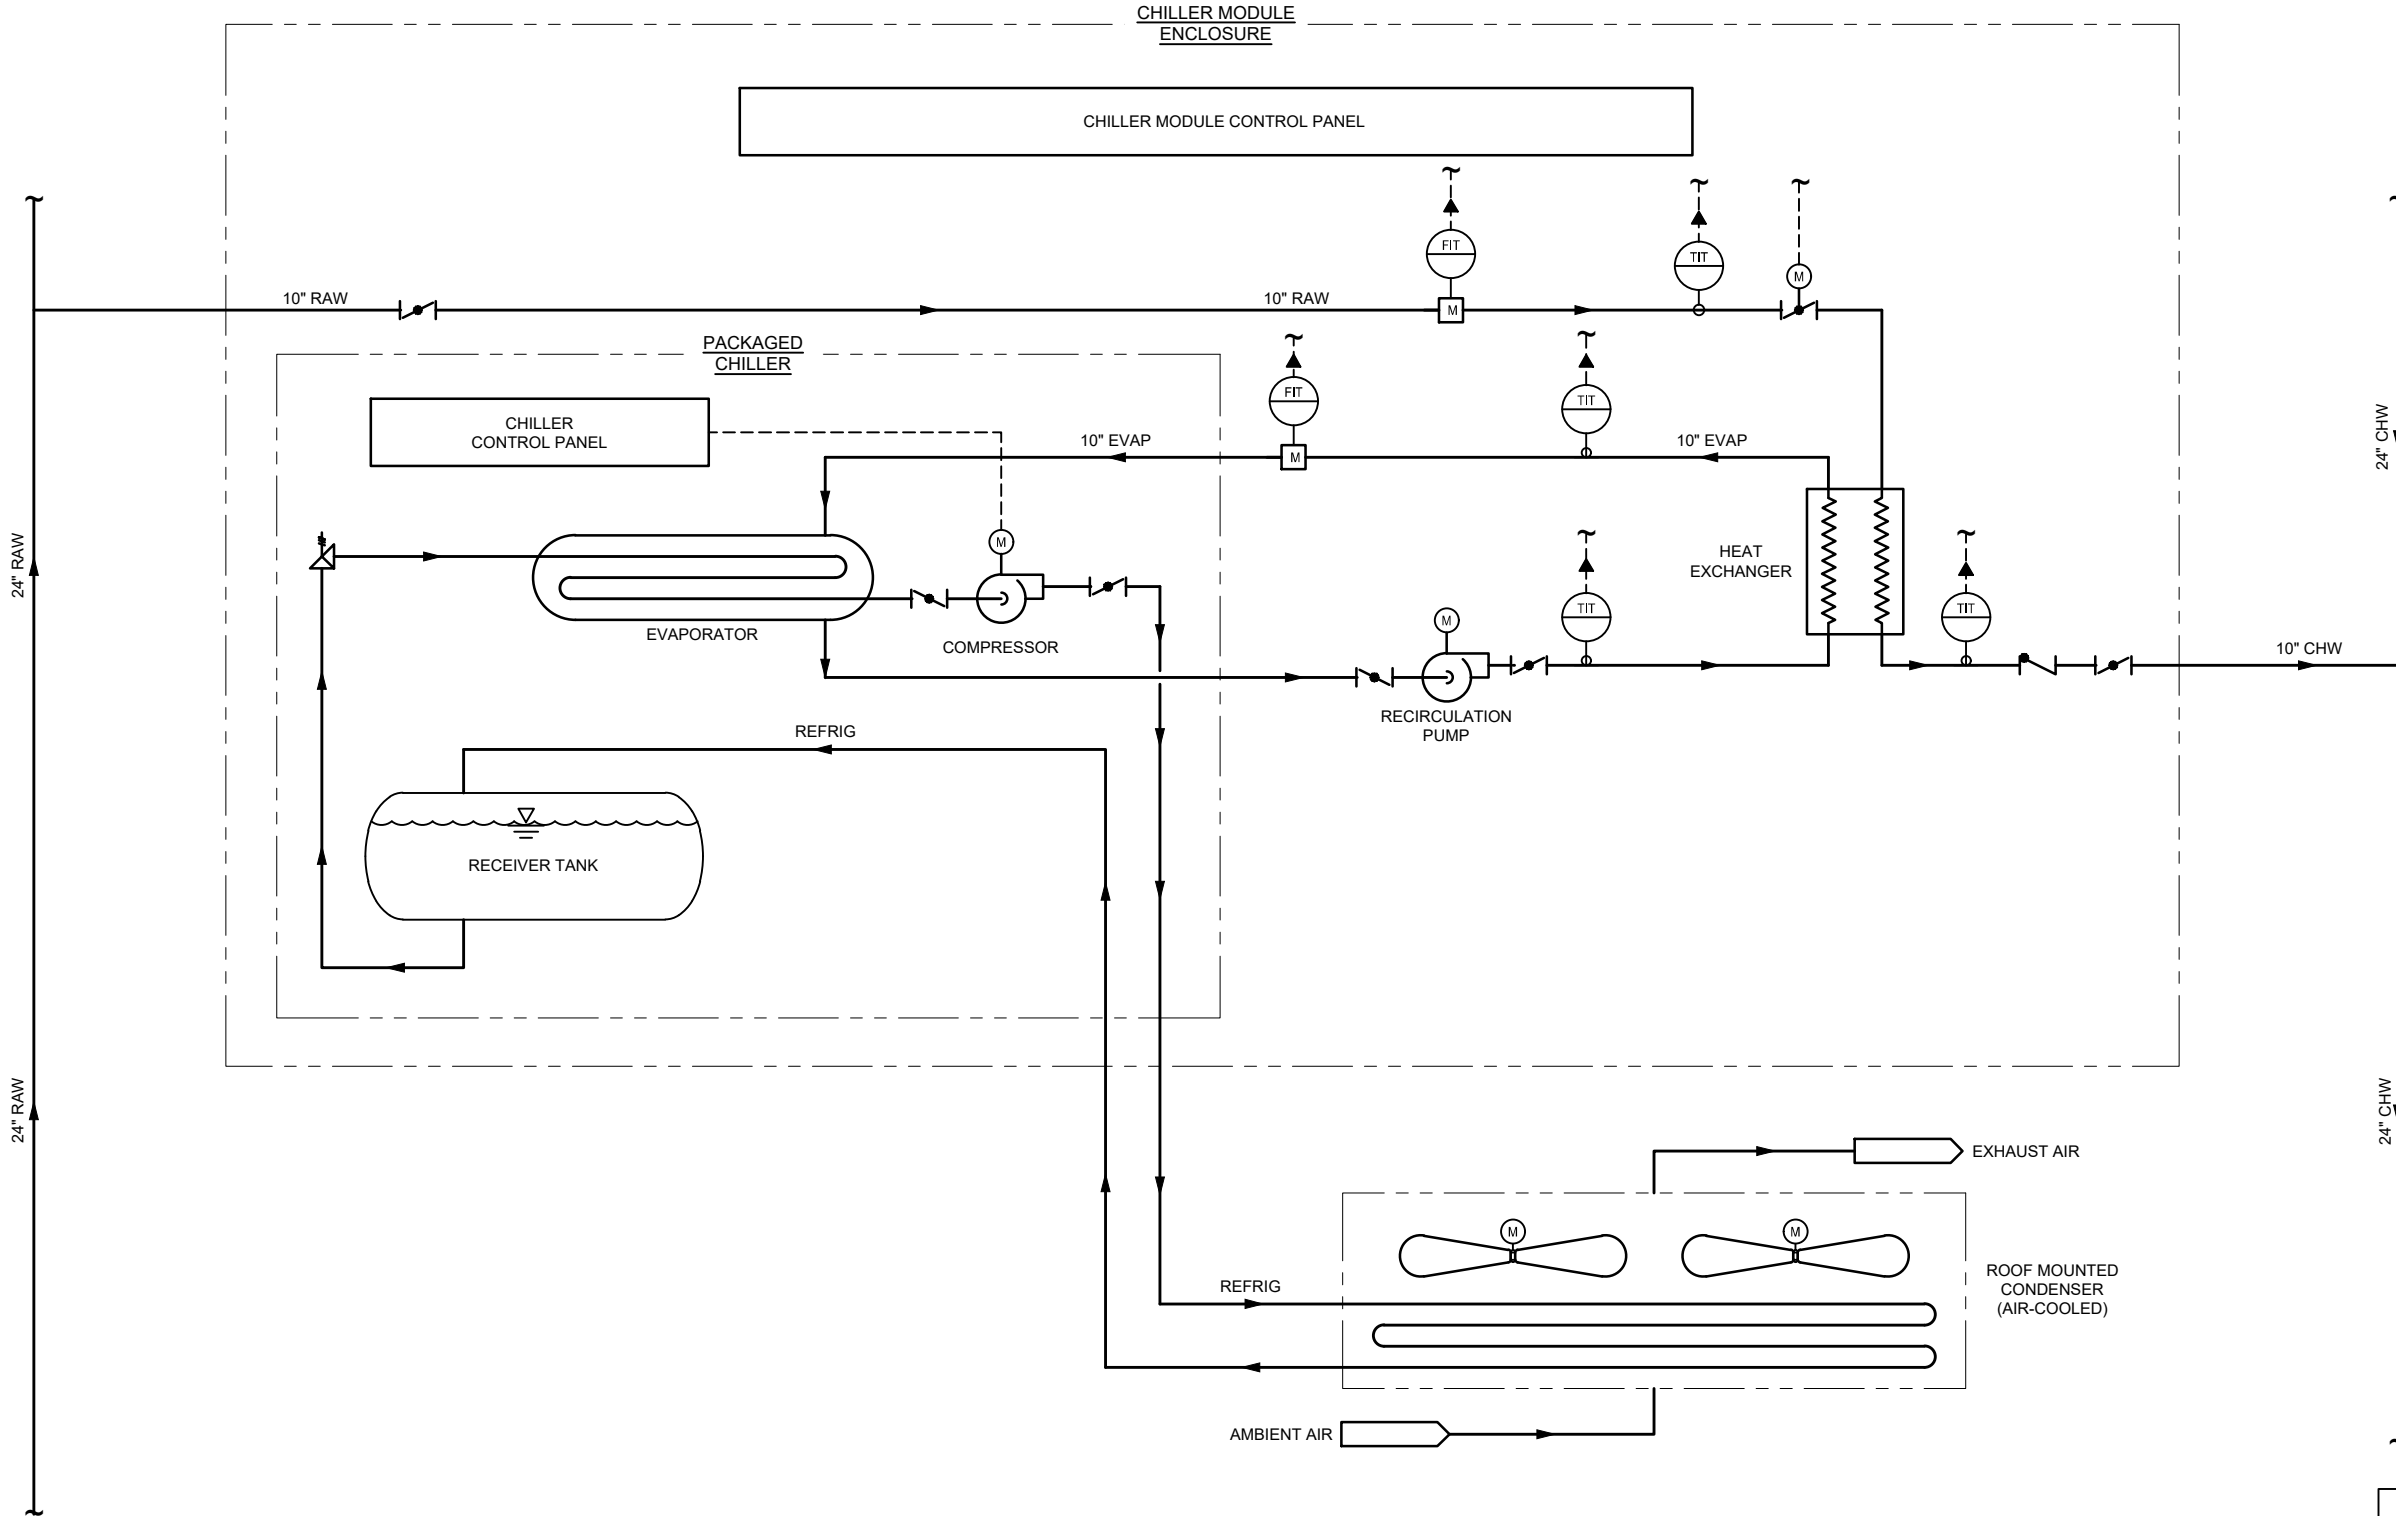 CHILLER MODULE
ENCLOSURE
CHILLER MODULE CONTROL PANEL
FIT
TIT
M
10" RAW
10" RAW
M
PACKAGED
CHILLER
FIT
TIT
CHILLER
CONTROL PANEL
10" EVAP
10" EVAP
M
24" CHW
24" RAW
M
HEAT
EXCHANGER
EVAPORATOR
COMPRESSOR
M
TIT
TIT
10" CHW
RECIRCULATION
PUMP
REFRIG
RECEIVER TANK
24" RAW
24" CHW
EXHAUST AIR
M
M
REFRIG
ROOF MOUNTED
CONDENSER
(AIR-COOLED)
AMBIENT AIR